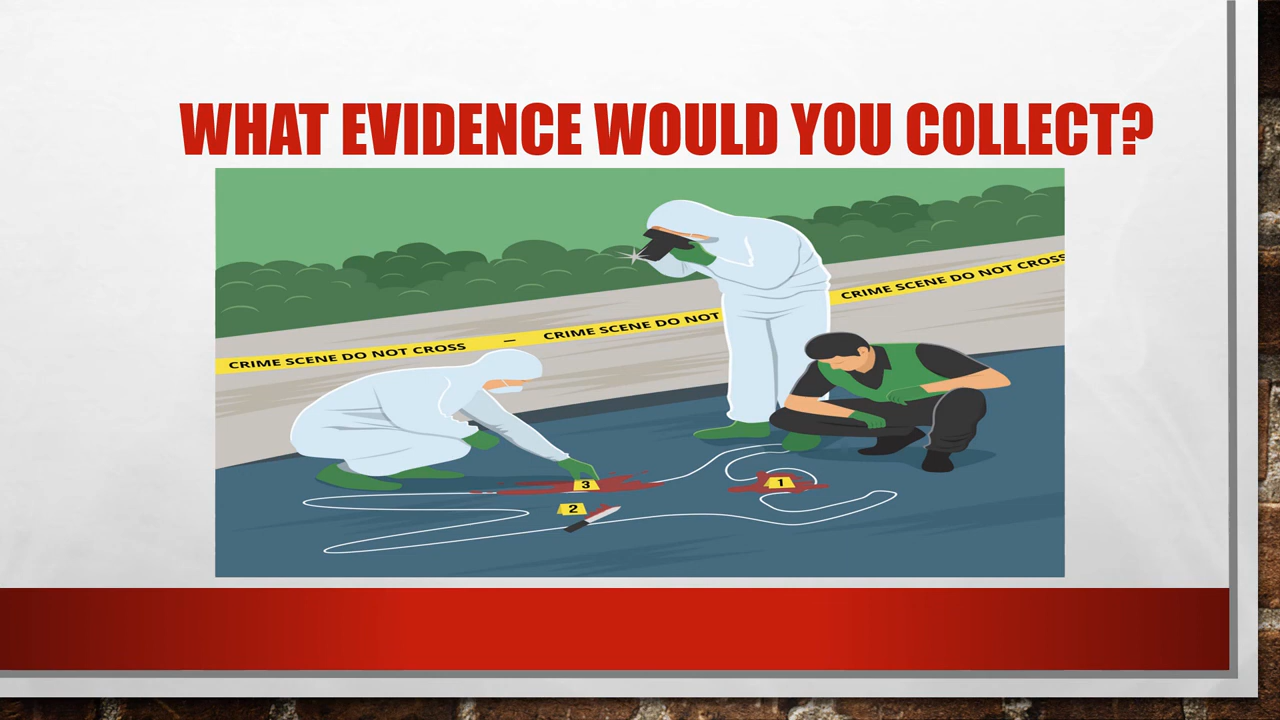 WHAT EVIDENCE WOULD YOU COLLECT?
CRIME SCENE DO NOT CROSS
CRIME SCENE DO NOT CROSS — CRIME SCENE DO NOT
3
1
2